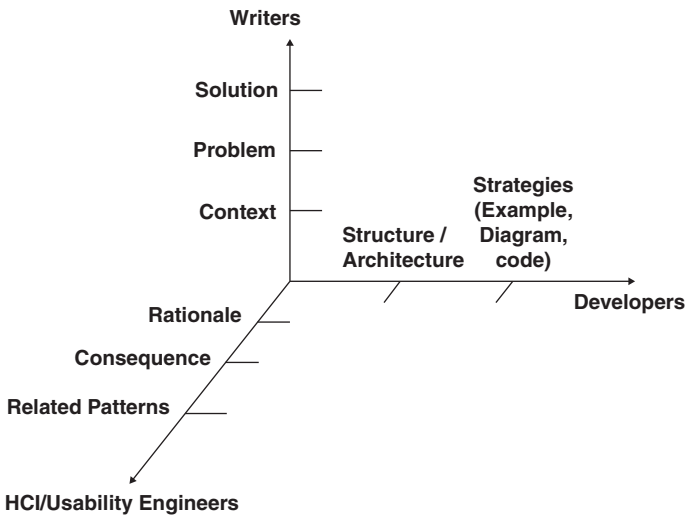 Writers
Solution
Problem
Context
Strategies
(Example,
Diagram,
code)
Structure /
Architecture
Developers
Rationale
Consequence
Related Patterns
HCI/Usability Engineers